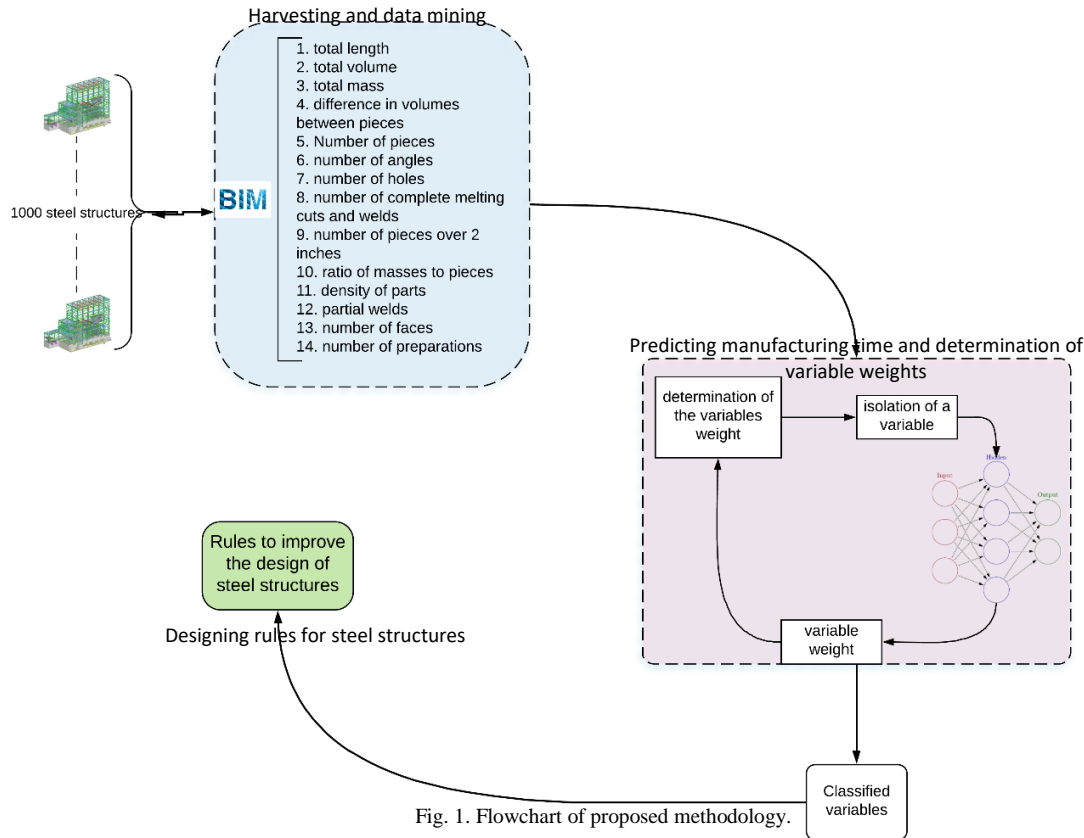 Harvesting and data mining
1000 steel structures
BIM
1. total length
2. total volume
3. total mass
4. difference in volumes
between pieces
5. Number of pieces
6. number of angles
7. number of holes
8. number of complete melting
cuts and welds
9. number of pieces over 2
inches
10. ratio of masses to pieces
11. density of parts
12. partial welds
13. number of faces
14. number of preparations
Predicting manufacturing time and determination of
variable weights
determination of
the variables
weight
isolation of a
variable
Input
Hidden
Output
variable
weight
Rules to improve
the design of
steel structures
Designing rules for steel structures
Classified
variables
Fig. 1. Flowchart of proposed methodology.